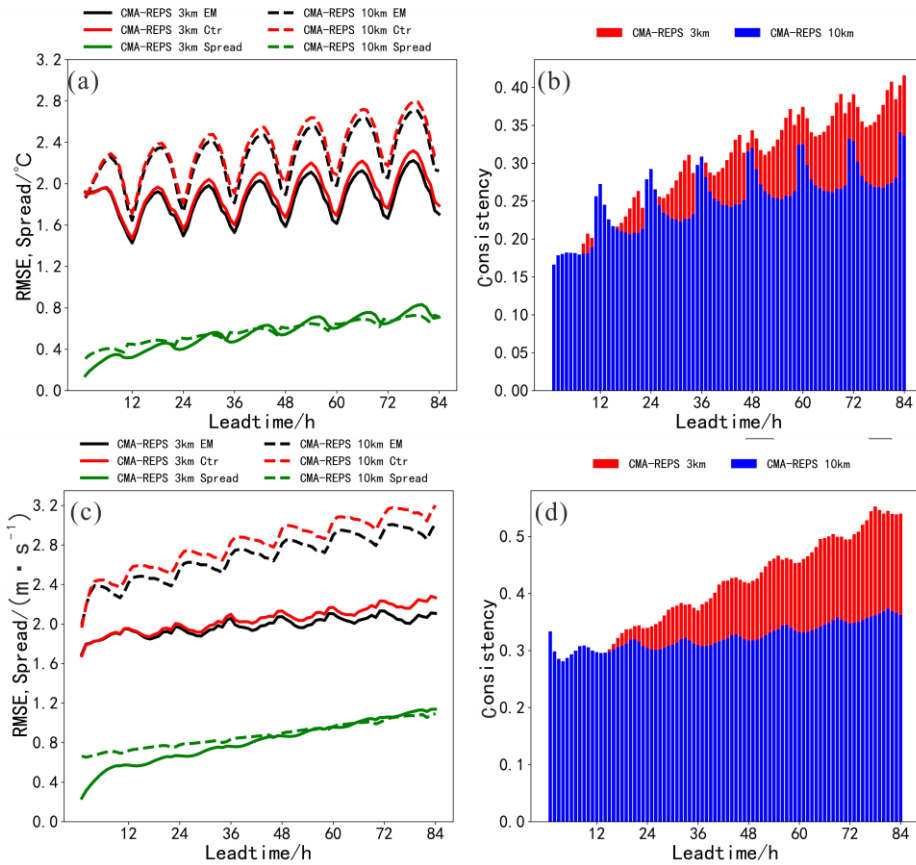 CMA-REPS 3km EM
CMA-REPS 10km EM
CMA-REPS 3km Ctr
CMA-REPS 10km Ctr
CMA-REPS 3km Spread
CMA-REPS 10km Spread
(a)
RMSE, Spread/°C
3.2
2.8
2.4
2.0
1.6
1.2
0.8
0.4
0.0
12 24 36 48 60 72 84
Leadtime/h
CMA-REPS 3km
CMA-REPS 10km
(b)
Consistency
0.40
0.35
0.30
0.25
0.20
0.15
0.10
0.05
0.00
12 24 36 48 60 72 84
Leadtime/h
CMA-REPS 3km EM
CMA-REPS 10km EM
CMA-REPS 3km Ctr
CMA-REPS 10km Ctr
CMA-REPS 3km Spread
CMA-REPS 10km Spread
(c)
RMSE, Spread/(m·s⁻¹)
3.2
2.8
2.4
2.0
1.6
1.2
0.8
0.4
0.0
12 24 36 48 60 72 84
Leadtime/h
CMA-REPS 3km
CMA-REPS 10km
(d)
Consistency
0.5
0.4
0.3
0.2
0.1
0.0
12 24 36 48 60 72 84
Leadtime/h